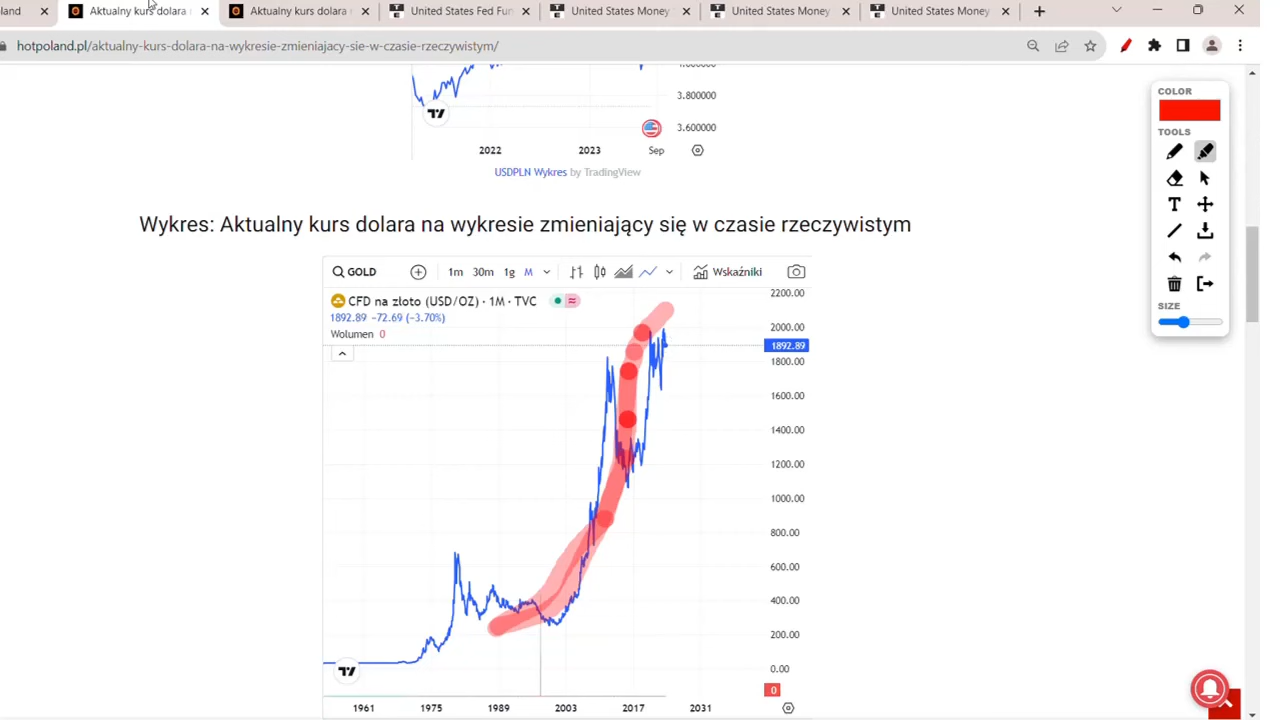 land
Aktualny kurs dolara
Aktualny kurs dolara
United States Fed Fun
United States Money
United States Money
United States Money
hotpoland.pl/aktualny-kurs-dolara-na-wykresie-zmieniajacy-sie-w-czasie-rzeczywistym/
3.800000
3.600000
2022 2023 Sep
USDPLN Wykres by TradingView
Wykres: Aktualny kurs dolara na wykresie zmieniający się w czasie rzeczywistym
GOLD 1m 30m 1g M Wskaźniki
CFD na złoto (USD/OZ) · 1M · TVC
1892.89 −72.69 (−3.70%)
Wolumen 0
2200.00
2000.00
1892.89
1800.00
1600.00
1400.00
1200.00
1000.00
800.00
600.00
400.00
200.00
0.00
0
1961 1975 1989 2003 2017 2031
COLOR
TOOLS
T
SIZE